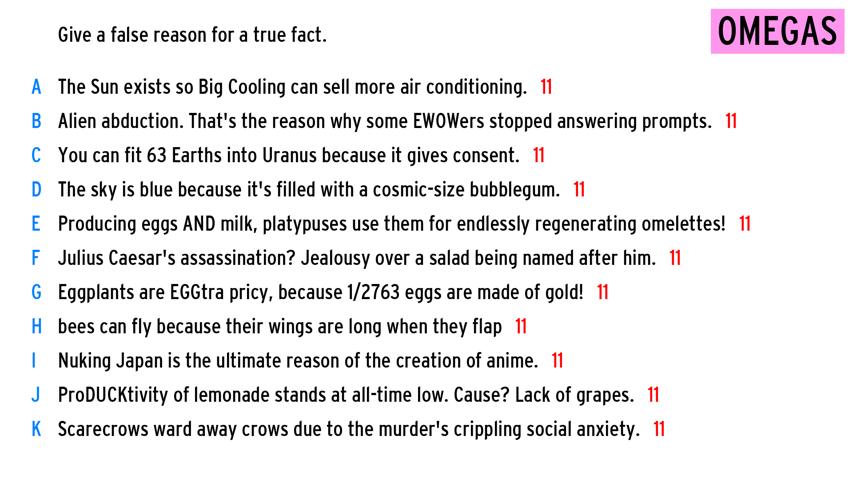 Give a false reason for a true fact.
OMEGAS
A The Sun exists so Big Cooling can sell more air conditioning. 11
B Alien abduction. That's the reason why some EWOWers stopped answering prompts. 11
C You can fit 63 Earths into Uranus because it gives consent. 11
D The sky is blue because it's filled with a cosmic-size bubblegum. 11
E Producing eggs AND milk, platypuses use them for endlessly regenerating omelettes! 11
F Julius Caesar's assassination? Jealousy over a salad being named after him. 11
G Eggplants are EGGtra pricy, because 1/2763 eggs are made of gold! 11
H bees can fly because their wings are long when they flap 11
I Nuking Japan is the ultimate reason of the creation of anime. 11
J ProDUCKtivity of lemonade stands at all-time low. Cause? Lack of grapes. 11
K Scarecrows ward away crows due to the murder's crippling social anxiety. 11